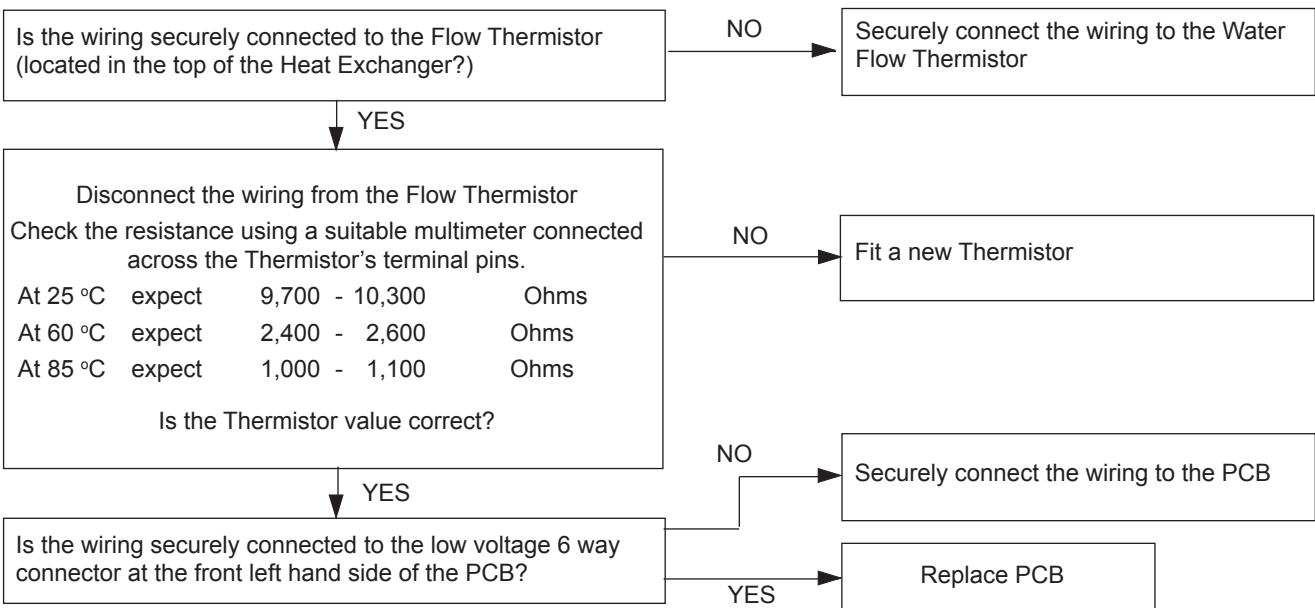 Is the wiring securely connected to the Flow Thermistor
(located in the top of the Heat Exchanger?)
NO
Securely connect the wiring to the Water
Flow Thermistor
YES
Disconnect the wiring from the Flow Thermistor
Check the resistance using a suitable multimeter connected
across the Thermistor's terminal pins.
At 25 °C expect 9,700 - 10,300 Ohms
At 60 °C expect 2,400 - 2,600 Ohms
At 85 °C expect 1,000 - 1,100 Ohms
Is the Thermistor value correct?
NO
Fit a new Thermistor
YES
Is the wiring securely connected to the low voltage 6 way
connector at the front left hand side of the PCB?
NO
Securely connect the wiring to the PCB
YES
Replace PCB